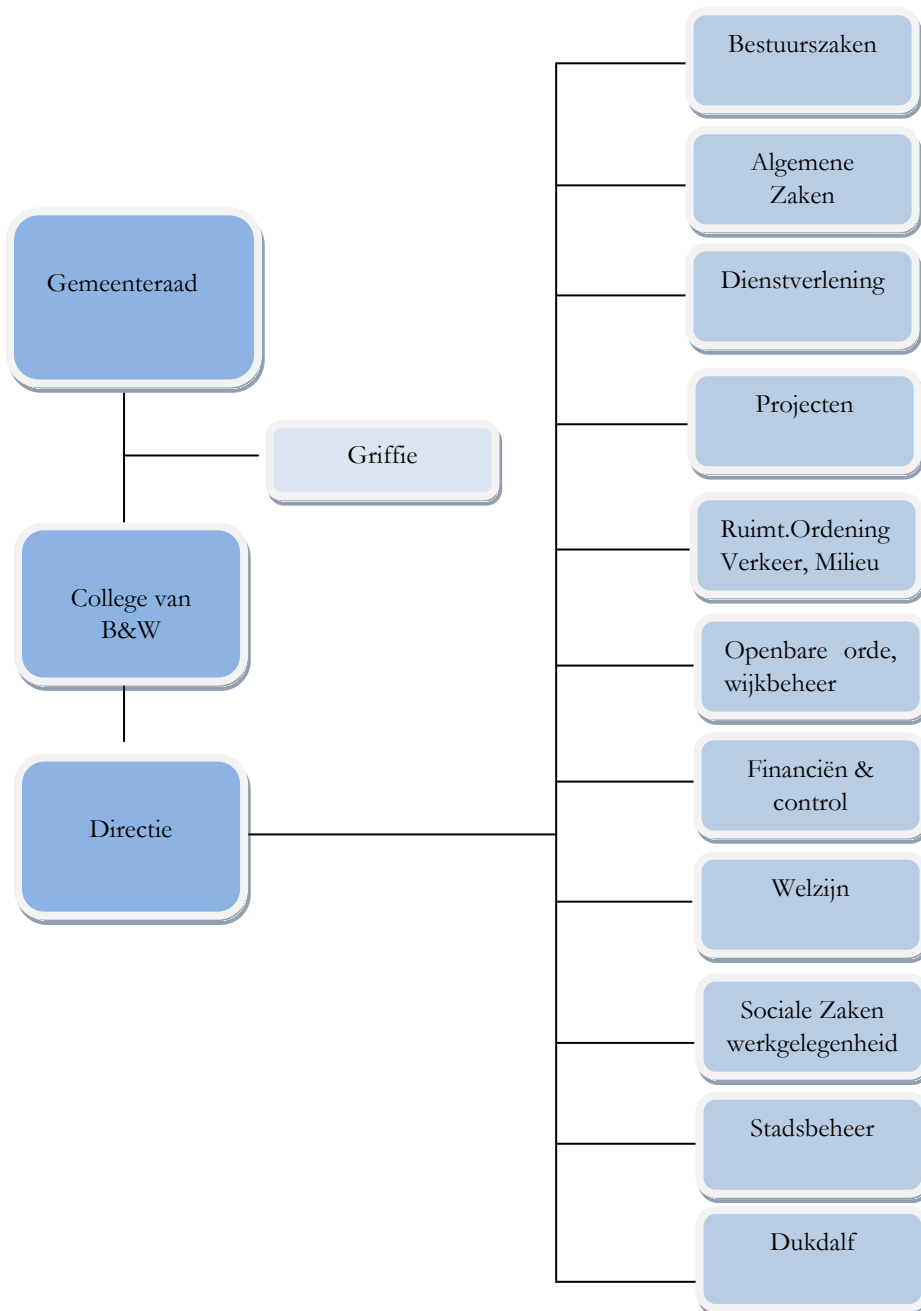 Gemeenteraad
Griffie
College van
B&W
Directie
Bestuurszaken
Algemene
Zaken
Dienstverlening
Projecten
Ruimt.Ordening
Verkeer, Milieu
Openbare orde,
wijkbeheer
Financiën &
control
Welzijn
Sociale Zaken
werkgelegenheid
Stadsbeheer
Dukdalf